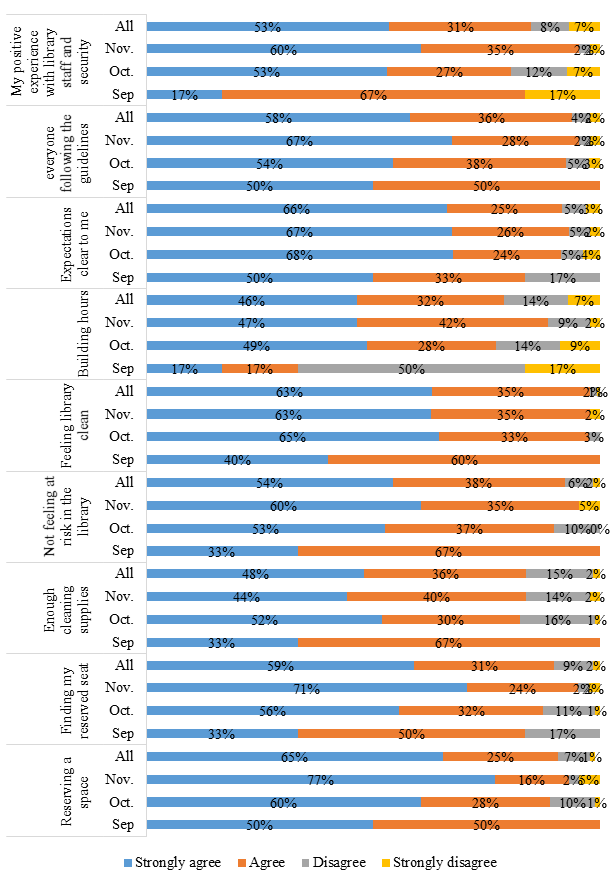 My positive
experience
with library
staff and
security
All 53% 31% 8% 7%
Nov. 60% 35% 2% 3%
Oct. 53% 27% 12% 7%
Sep 17% 67% 17%
everyone
following the
guidelines
All 58% 36% 4% 2%
Nov. 67% 28% 2% 3%
Oct. 54% 38% 5% 3%
Sep 50% 50%
Expectations
clear to me
All 66% 25% 5% 3%
Nov. 67% 26% 5% 2%
Oct. 68% 24% 5% 4%
Sep 50% 33% 17%
Building hours
All 46% 32% 14% 7%
Nov. 47% 42% 9% 2%
Oct. 49% 28% 14% 9%
Sep 17% 17% 50% 17%
Feeling library
clean
All 63% 35% 2% 1%
Nov. 63% 35% 2%
Oct. 65% 33% 3%
Sep 40% 60%
Not feeling at
risk in the
library
All 54% 38% 6% 2%
Nov. 60% 35% 5%
Oct. 53% 37% 10% 0%
Sep 33% 67%
Enough
cleaning
supplies
All 48% 36% 15% 2%
Nov. 44% 40% 14% 2%
Oct. 52% 30% 16% 1%
Sep 33% 67%
Finding my
reserved seat
All 59% 31% 9% 2%
Nov. 71% 24% 2% 3%
Oct. 56% 32% 11% 1%
Sep 33% 50% 17%
Reserving a
space
All 65% 25% 7% 1%
Nov. 77% 16% 2% 5%
Oct. 60% 28% 10% 1%
Sep 50% 50%
Strongly agree Agree Disagree Strongly disagree